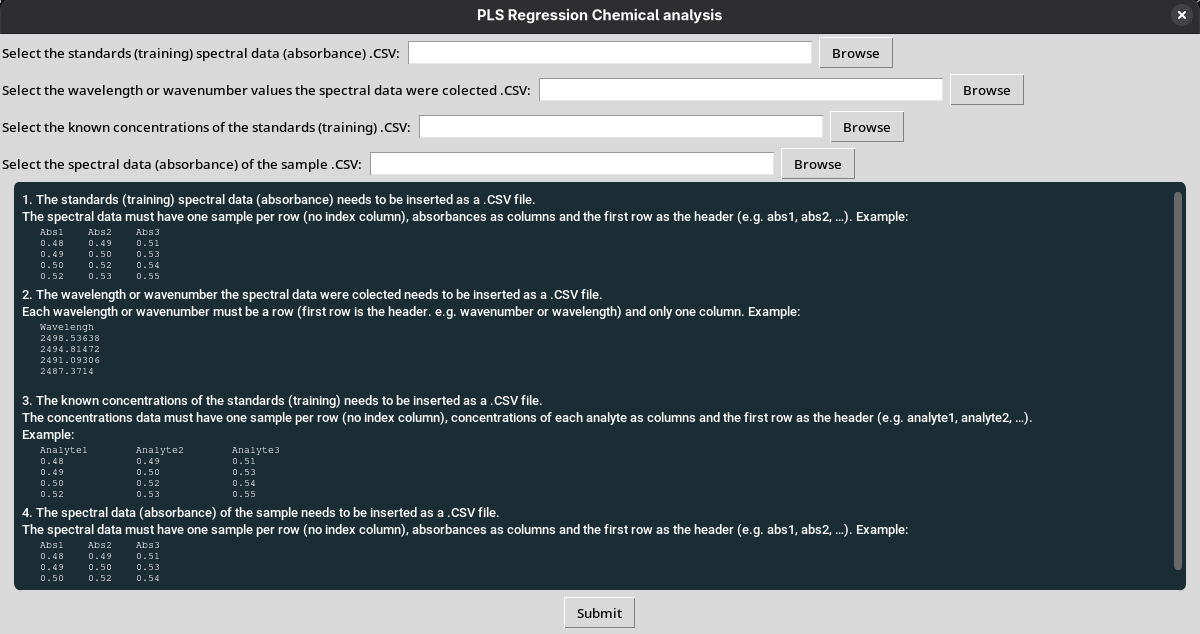 PLS Regression Chemical analysis
Select the standards (training) spectral data (absorbance) .CSV: Browse
Select the wavelength or wavenumber values the spectral data were colected .CSV: Browse
Select the known concentrations of the standards (training) .CSV: Browse
Select the spectral data (absorbance) of the sample .CSV: Browse
1. The standards (training) spectral data (absorbance) needs to be inserted as a .CSV file.
The spectral data must have one sample per row (no index column), absorbances as columns and the first row as the header (e.g. abs1, abs2, ...). Example:
Abs1 Abs2 Abs3
0.48 0.49 0.51
0.49 0.50 0.53
0.50 0.52 0.54
0.52 0.53 0.55
2. The wavelength or wavenumber the spectral data were colected needs to be inserted as a .CSV file.
Each wavelength or wavenumber must be a row (first row is the header. e.g. wavenumber or wavelength) and only one column. Example:
Wavelengh
2498.53638
2494.81472
2491.09306
2487.3714
3. The known concentrations of the standards (training) needs to be inserted as a .CSV file.
The concentrations data must have one sample per row (no index column), concentrations of each analyte as columns and the first row as the header (e.g. analyte1, analyte2, ...).
Example:
Analyte1 Analyte2 Analyte3
0.48 0.49 0.51
0.49 0.50 0.53
0.50 0.52 0.54
0.52 0.53 0.55
4. The spectral data (absorbance) of the sample needs to be inserted as a .CSV file.
The spectral data must have one sample per row (no index column), absorbances as columns and the first row as the header (e.g. abs1, abs2, ...). Example:
Abs1 Abs2 Abs3
0.48 0.49 0.51
0.49 0.50 0.53
0.50 0.52 0.54
Submit